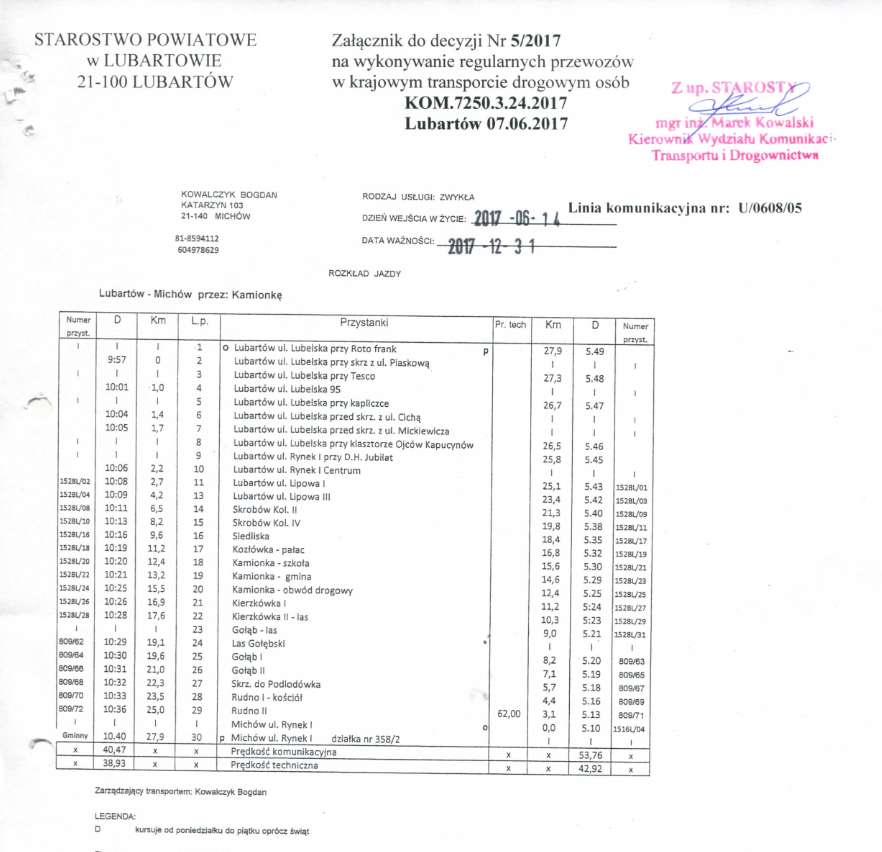 STAROSTWO POWIATOWE
w LUBARTOWIE
21-100 LUBARTÓW
Załącznik do decyzji Nr 5/2017
na wykonywanie regularnych przewozów
w krajowym transporcie drogowym osób
KOM.7250.3.24.2017
Lubartów 07.06.2017
Z up. STAROSTY
mgr inż. Marek Kowalski
Kierownik Wydziału Komunikacji
Transportu i Drogownictwa
KOWALCZYK BOGDAN
KATARZYN 103
21-140 MICHÓW
81-8594112
604978629
RODZAJ USŁUGI: ZWYKŁA
DZIEŃ WEJŚCIA W ŻYCIE: 2017 -06- 14
DATA WAŻNOŚCI: 2017 -12- 31
Linia komunikacyjna nr: U/0608/05
ROZKŁAD JAZDY
Lubartów - Michów przez: Kamionkę
Numer przyst. D Km L.p. Przystanki Pr. tech Km D Numer przyst.
I I I 1 o Lubartów ul. Lubelska przy Roto frank p 27,9 5.49
9:57 0 2 Lubartów ul. Lubelska przy skrz z ul. Piaskową I I I
I I I 3 Lubartów ul. Lubelska przy Tesco 27,3 5.48
10:01 1,0 4 Lubartów ul. Lubelska 95 I I I
I I I 5 Lubartów ul. Lubelska przy kapliczce 26,7 5.47
10:04 1,4 6 Lubartów ul. Lubelska przed skrz. z ul. Cichą I I I
10:05 1,7 7 Lubartów ul. Lubelska przed skrz. z ul. Mickiewicza I I I
I I I 8 Lubartów ul. Lubelska przy klasztorze Ojców Kapucynów 26,5 5.46
I I I 9 Lubartów ul. Rynek I przy D.H. Jubilat 25,8 5.45
10:06 2,2 10 Lubartów ul. Rynek I Centrum I I I
1528L/02 10:08 2,7 11 Lubartów ul. Lipowa I 25,1 5.43 1528L/01
1528L/04 10:09 4,2 13 Lubartów ul. Lipowa III 23,4 5.42 1528L/03
1528L/08 10:11 6,5 14 Skrobów Kol. II 21,3 5.40 1528L/09
1528L/10 10:13 8,2 15 Skrobów Kol. IV 19,8 5.38 1528L/11
1528L/16 10:16 9,6 16 Siedliska 18,4 5.35 1528L/17
1528L/18 10:19 11,2 17 Kozłówka - pałac 16,8 5.32 1528L/19
1528L/20 10:20 12,4 18 Kamionka - szkoła 15,6 5.30 1528L/21
1528L/22 10:21 13,2 19 Kamionka - gmina 14,6 5.29 1528L/23
1528L/24 10:25 15,5 20 Kamionka - obwód drogowy 12,4 5.25 1528L/25
1528L/26 10:26 16,9 21 Kierzkówka I 11,2 5:24 1528L/27
1528L/28 10:28 17,6 22 Kierzkówka II - las 10,3 5:23 1528L/29
I I I 23 Gołąb - las 9,0 5.21 1528L/31
809/62 10:29 19,1 24 Las Gołębski I I I
809/64 10:30 19,6 25 Gołąb I 8,2 5.20 809/63
809/66 10:31 21,0 26 Gołąb II 7,1 5.19 809/65
809/68 10:32 22,3 27 Skrz. do Podlodówka 5,7 5.18 809/67
809/70 10:33 23,5 28 Rudno I - kościół 4,4 5.16 809/69
809/72 10:36 25,0 29 Rudno II 62,00 3,1 5.13 809/71
I I I I Michów ul. Rynek I o 0,0 5.10 1516L/04
Gminny 10.40 27,9 30 p Michów ul. Rynek I działka nr 358/2 I I I
x 40,47 x x Prędkość komunikacyjna x x 53,76 x
x 38,93 x x Prędkość techniczna x x 42,92 x
Zarządzający transportem: Kowalczyk Bogdan
LEGENDA:
D kursuje od poniedziałku do piątku oprócz świąt